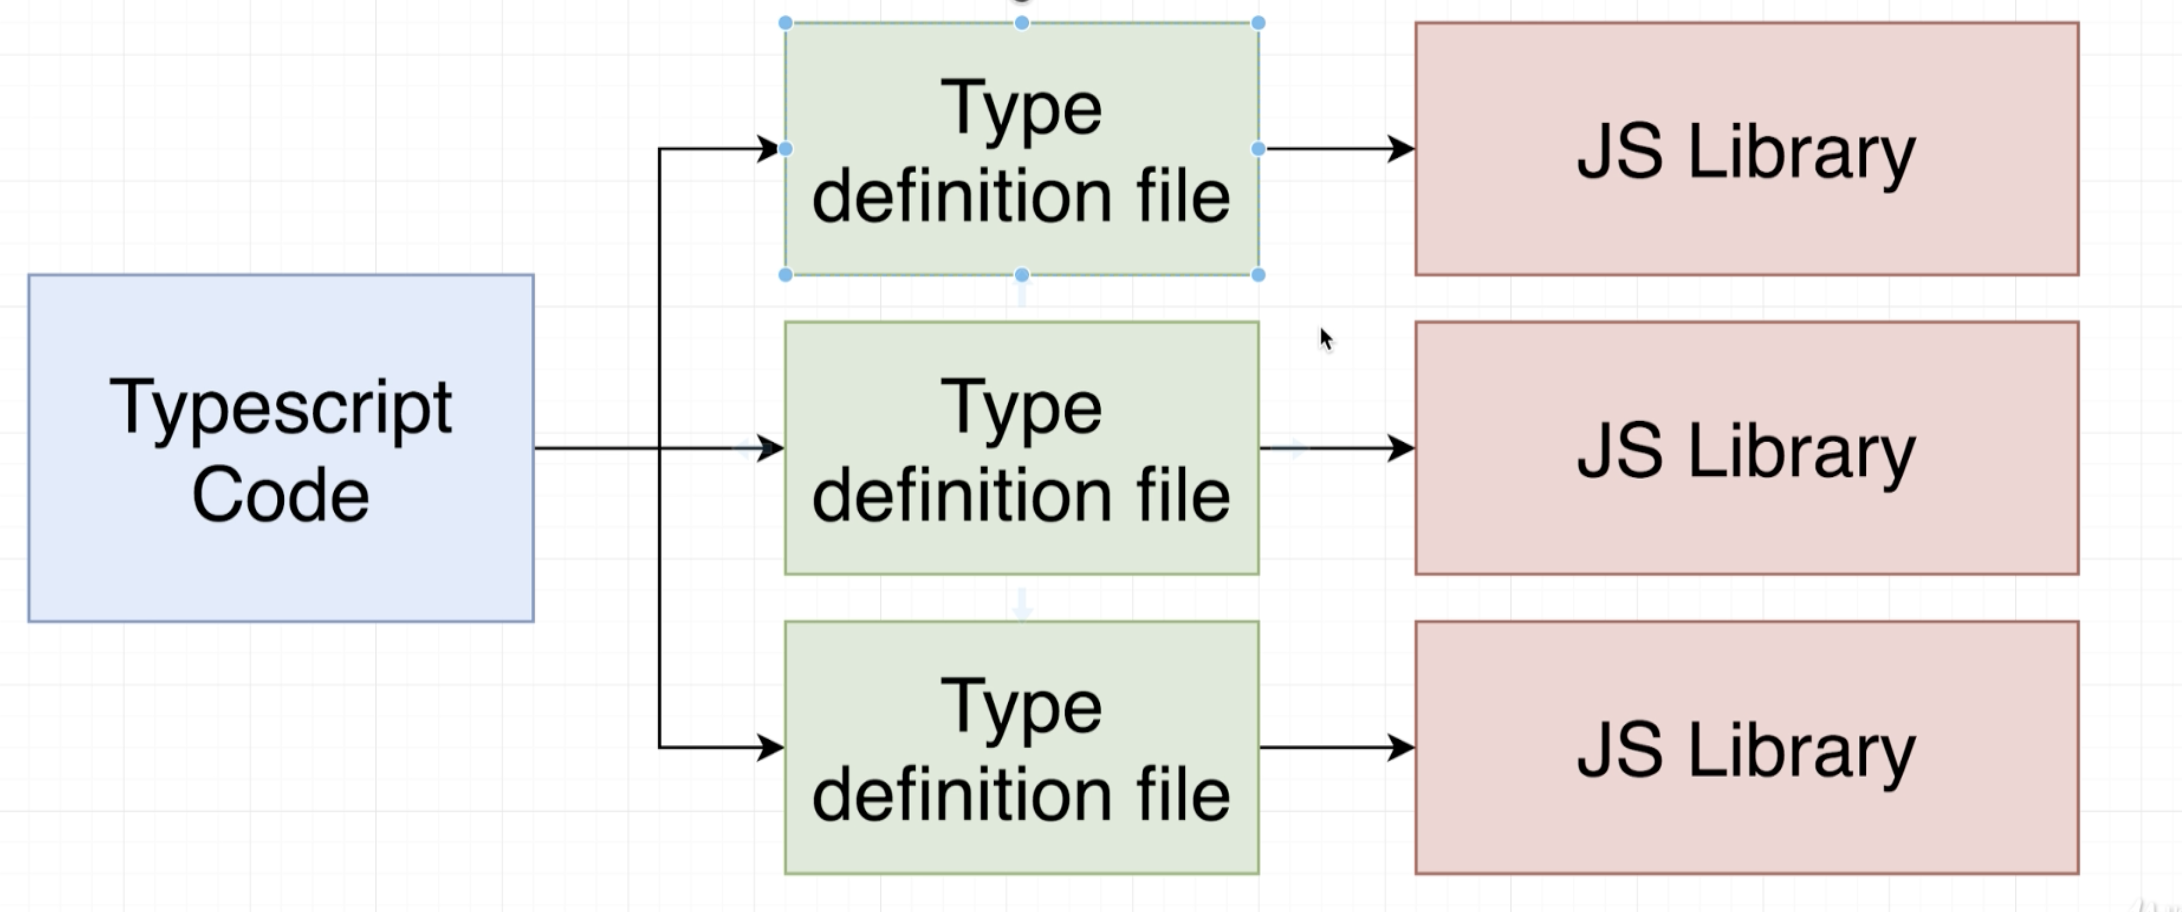 Type
definition file
JS Library
Typescript
Code
Type
definition file
JS Library
Type
definition file
JS Library